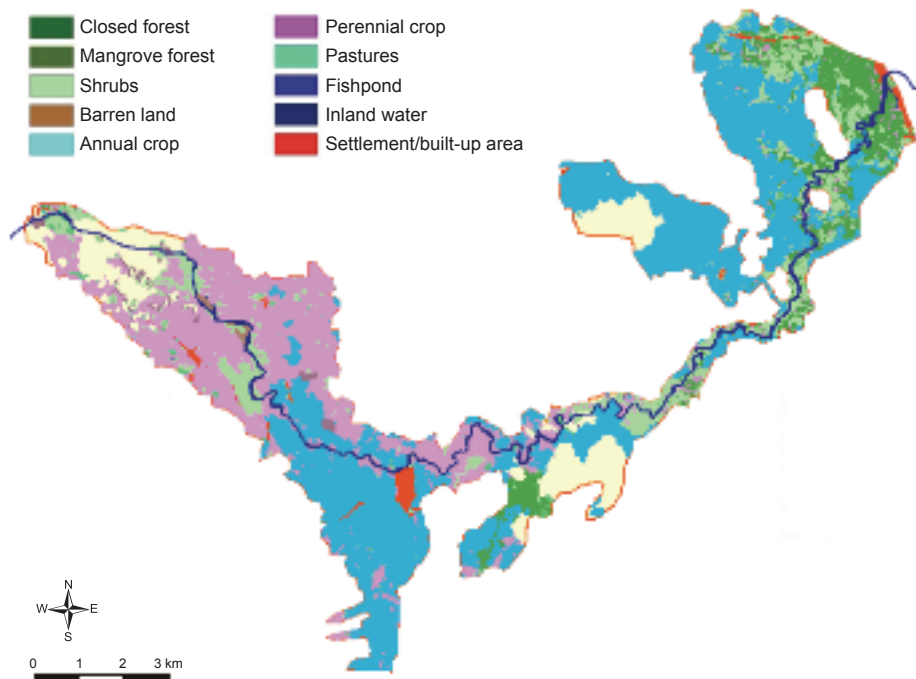 Closed forest
Mangrove forest
Shrubs
Barren land
Annual crop
Perennial crop
Pastures
Fishpond
Inland water
Settlement/built-up area
N
W E
S
0 1 2 3 km